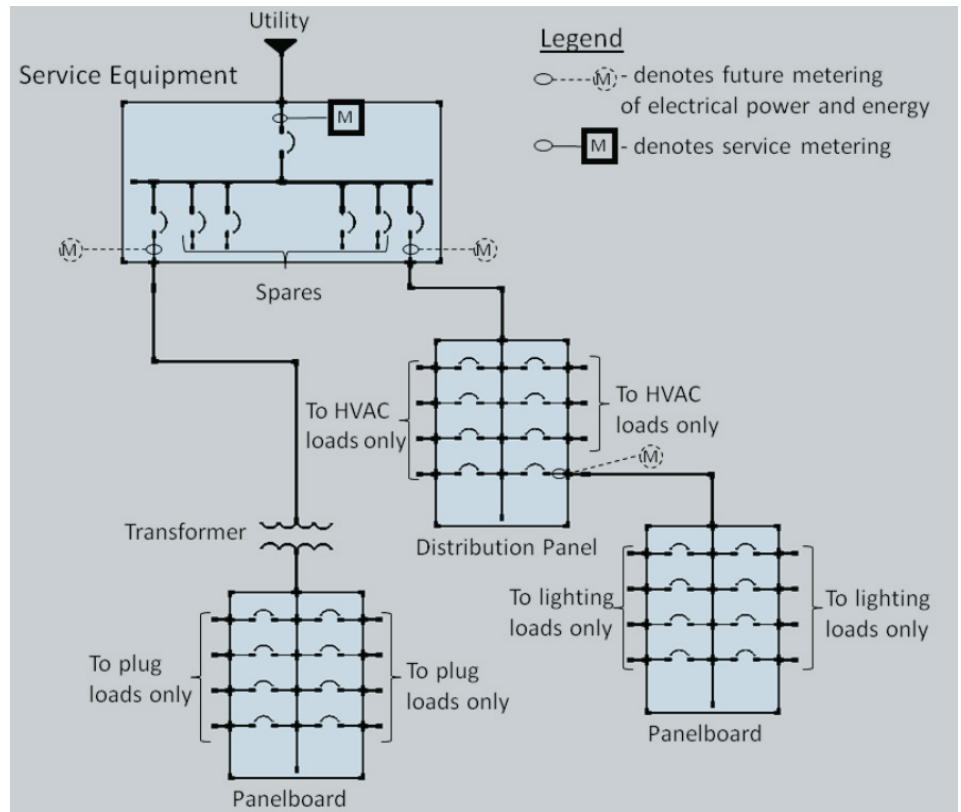 Utility
Legend
Service Equipment
M - denotes future metering
of electrical power and energy
M
M - denotes service metering
M
M
Spares
To HVAC
loads only
To HVAC
loads only
M
Transformer
Distribution Panel
To lighting
loads only
To lighting
loads only
To plug
loads only
To plug
loads only
Panelboard
Panelboard